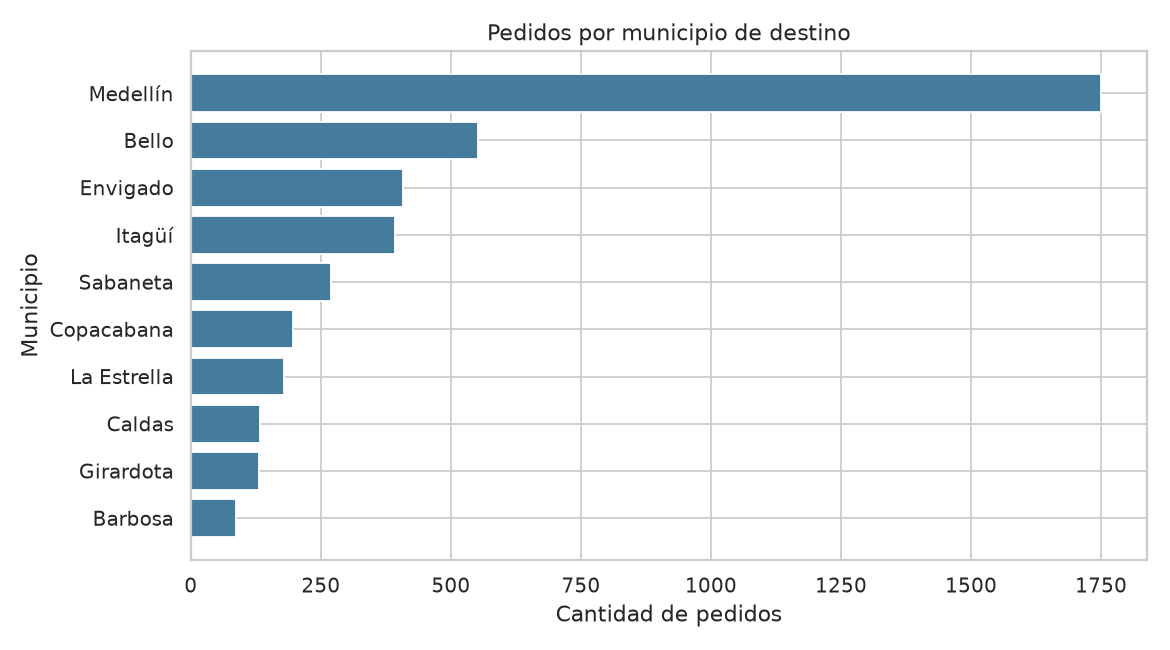 Pedidos por municipio de destino
Municipio
Medellín
Bello
Envigado
Itagüí
Sabaneta
Copacabana
La Estrella
Caldas
Girardota
Barbosa
0 250 500 750 1000 1250 1500 1750
Cantidad de pedidos